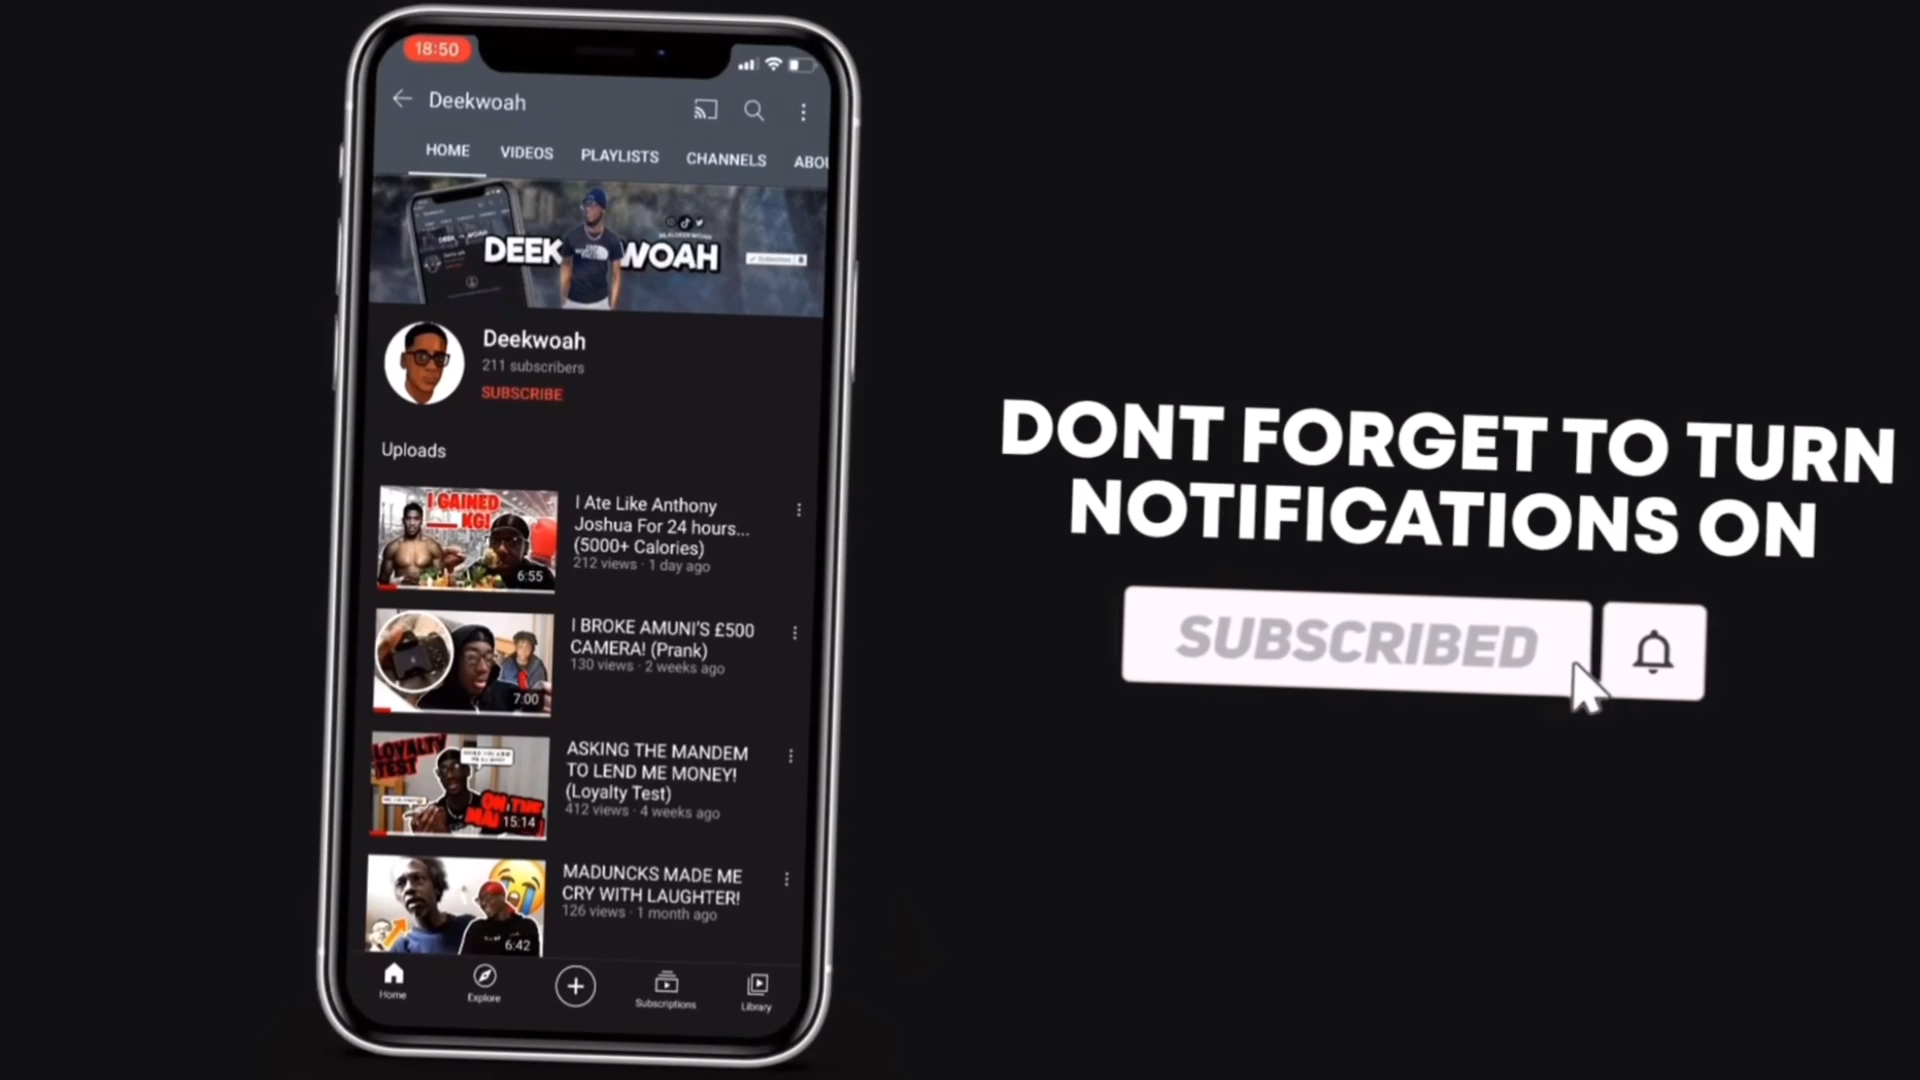 18:50
Deekwoah
HOME VIDEOS PLAYLISTS CHANNELS ABOU
DEEKWOAH
Deekwoah
211 subscribers
SUBSCRIBE
Uploads
I GAINED
KG!
6:55
I Ate Like Anthony
Joshua For 24 hours...
(5000+ Calories)
212 views · 1 day ago
7:00
I BROKE AMUNI'S £500
CAMERA! (Prank)
130 views · 2 weeks ago
LOYALTY
TEST
ON THE
15:14
ASKING THE MANDEM
TO LEND ME MONEY!
(Loyalty Test)
412 views · 4 weeks ago
6:42
MADUNCKS MADE ME
CRY WITH LAUGHTER!
126 views · 1 month ago
Home
Explore
Subscriptions
Library
DONT FORGET TO TURN
NOTIFICATIONS ON
SUBSCRIBED